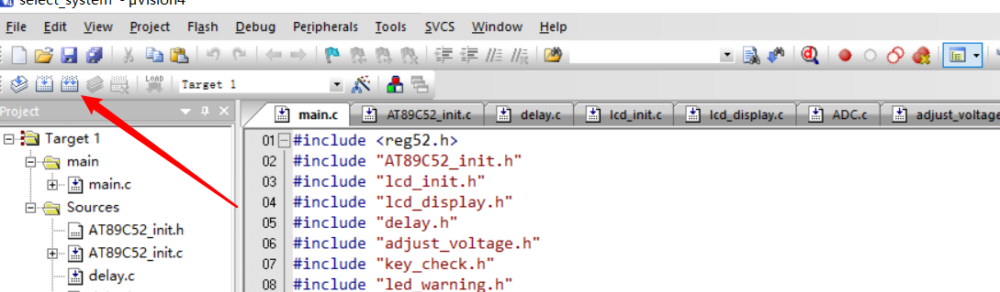 select_system - µVision4
File Edit View Project Flash Debug Peripherals Tools SVCS Window Help
LOAD Target 1
Project
main.c AT89C52_init.c delay.c lcd_init.c lcd_display.c ADC.c adjust_voltage
Target 1
main
main.c
Sources
AT89C52_init.h
AT89C52_init.c
delay.c
01 #include <reg52.h>
02 #include "AT89C52_init.h"
03 #include "lcd_init.h"
04 #include "lcd_display.h"
05 #include "delay.h"
06 #include "adjust_voltage.h"
07 #include "key_check.h"
08 #include "led_warning.h"